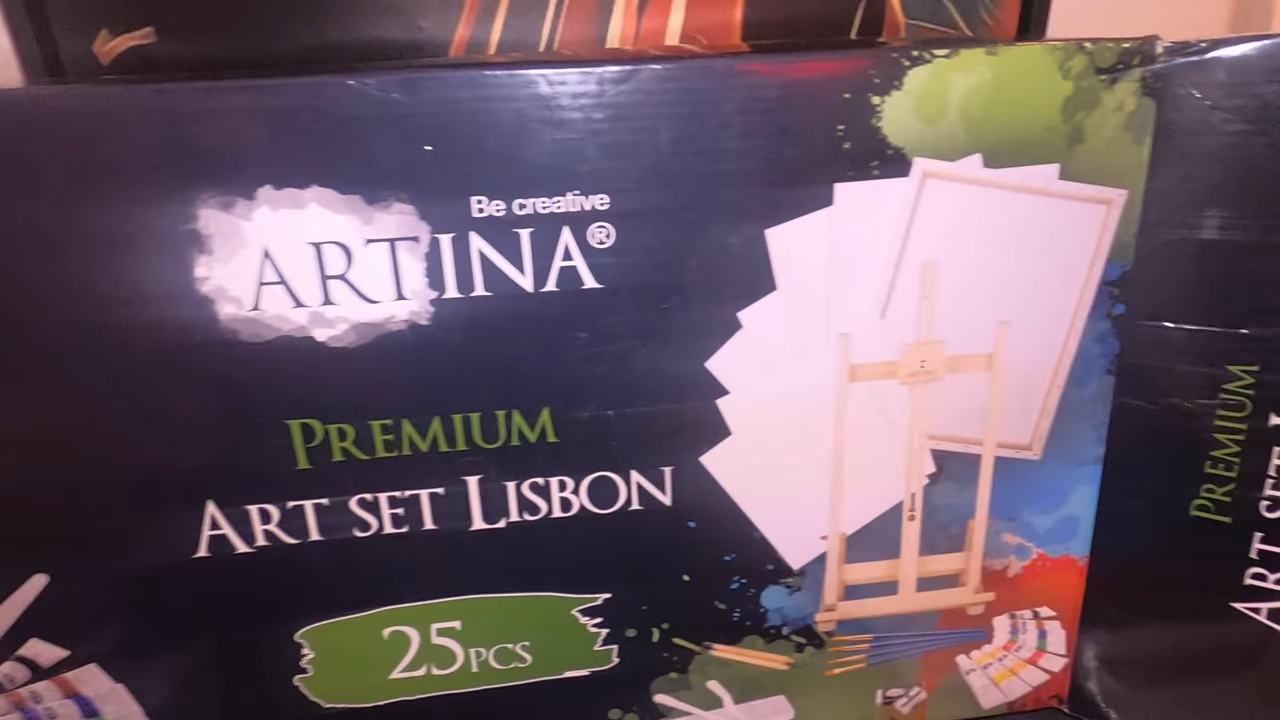 Be creative
ARTINA®
PREMIUM
ART SET LISBON
25PCS
PREMIUM
ART SET L